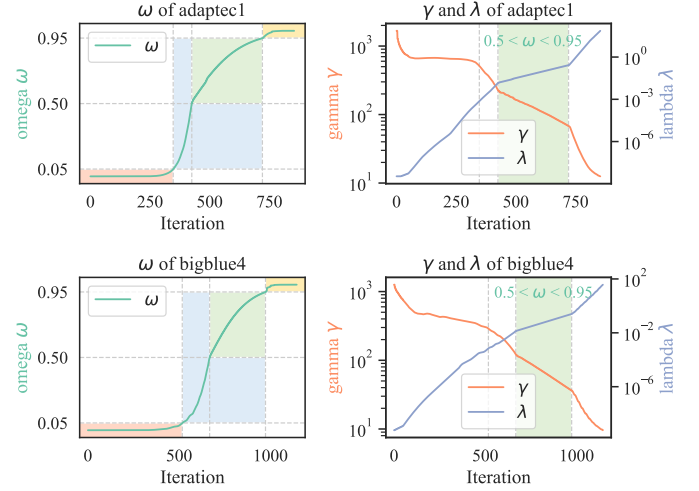 ω of adaptec1
omega ω
0.95
0.50
0.05
ω
0
250
500
750
Iteration
γ and λ of adaptec1
gamma γ
10³
10²
10¹
0.5 < ω < 0.95
γ
λ
10⁰
10⁻³
10⁻⁶
lambda λ
0
250
500
750
Iteration
ω of bigblue4
omega ω
0.95
0.50
0.05
ω
0
500
1000
Iteration
γ and λ of bigblue4
gamma γ
10³
10²
10¹
0.5 < ω < 0.95
γ
λ
10²
10⁻²
10⁻⁶
lambda λ
0
500
1000
Iteration